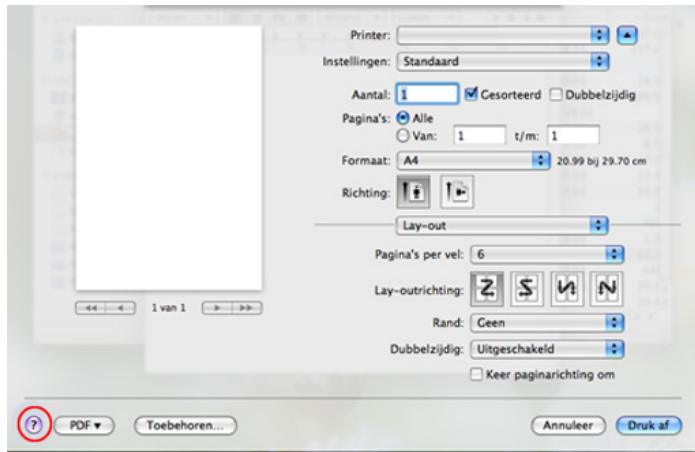 Printer:
Instellingen: Standaard
Aantal: 1 Gesorteerd Dubbelzijdig
Pagina's: Alle
Van: 1 t/m: 1
Formaat: A4 20.99 bij 29.70 cm
Richting:
Lay-out
Pagina's per vel: 6
Lay-outrichting:
Rand: Geen
Dubbelzijdig: Uitgeschakeld
Keer paginarichting om
1 van 1
? PDF ▾ Toebehoren... Annuleer Druk af